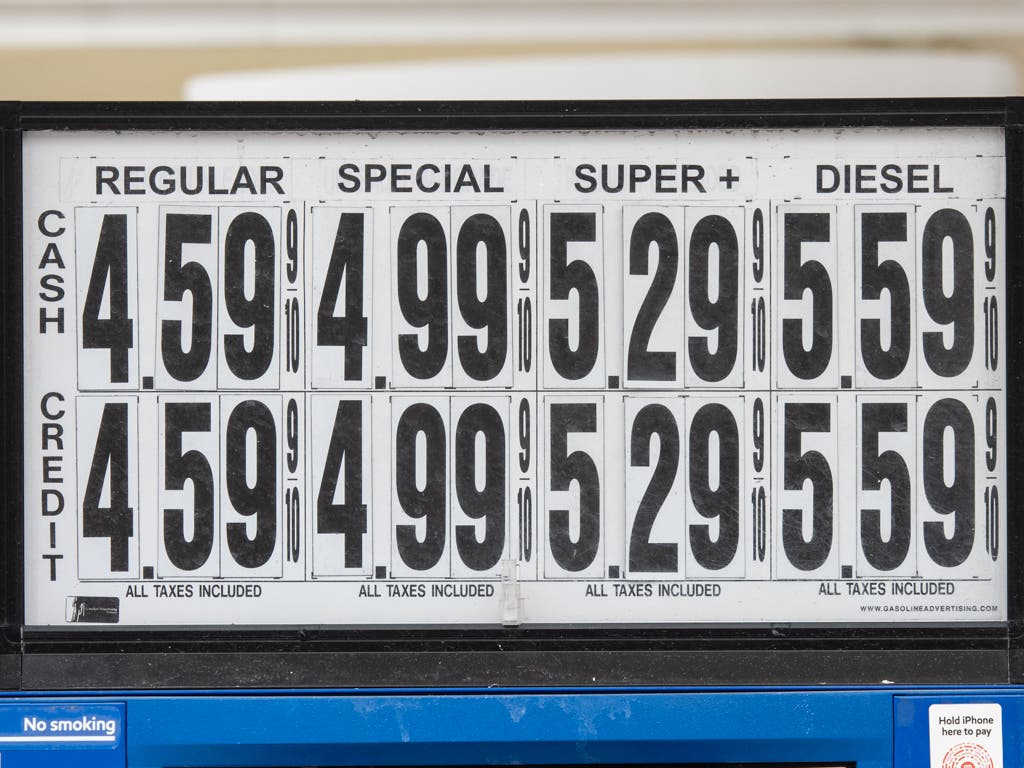 REGULAR SPECIAL SUPER + DIESEL
CASH 4.59 9/10 4.99 9/10 5.29 9/10 5.59 9/10
CREDIT 4.59 9/10 4.99 9/10 5.29 9/10 5.59 9/10
ALL TAXES INCLUDED ALL TAXES INCLUDED ALL TAXES INCLUDED ALL TAXES INCLUDED
WWW.GASOLINEADVERTISING.COM
No smoking
Hold iPhone
here to pay